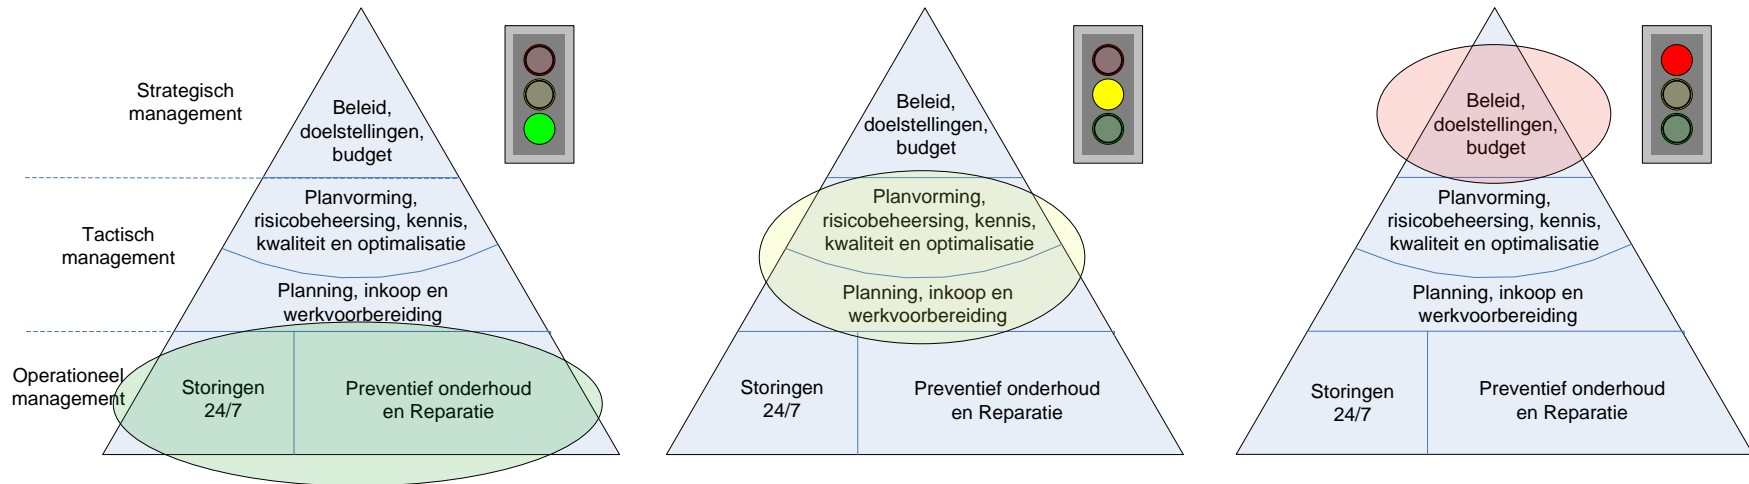 Strategisch
management
Tactisch
management
Operationeel
management
Beleid,
doelstellingen,
budget
Planvorming,
risicobeheersing, kennis,
kwaliteit en optimalisatie
Planning, inkoop en
werkvoorbereiding
Storingen
24/7
Preventief onderhoud
en Reparatie
Beleid,
doelstellingen,
budget
Planvorming,
risicobeheersing, kennis,
kwaliteit en optimalisatie
Planning, inkoop en
werkvoorbereiding
Storingen
24/7
Preventief onderhoud
en Reparatie
Beleid,
doelstellingen,
budget
Planvorming,
risicobeheersing, kennis,
kwaliteit en optimalisatie
Planning, inkoop en
werkvoorbereiding
Storingen
24/7
Preventief onderhoud
en Reparatie